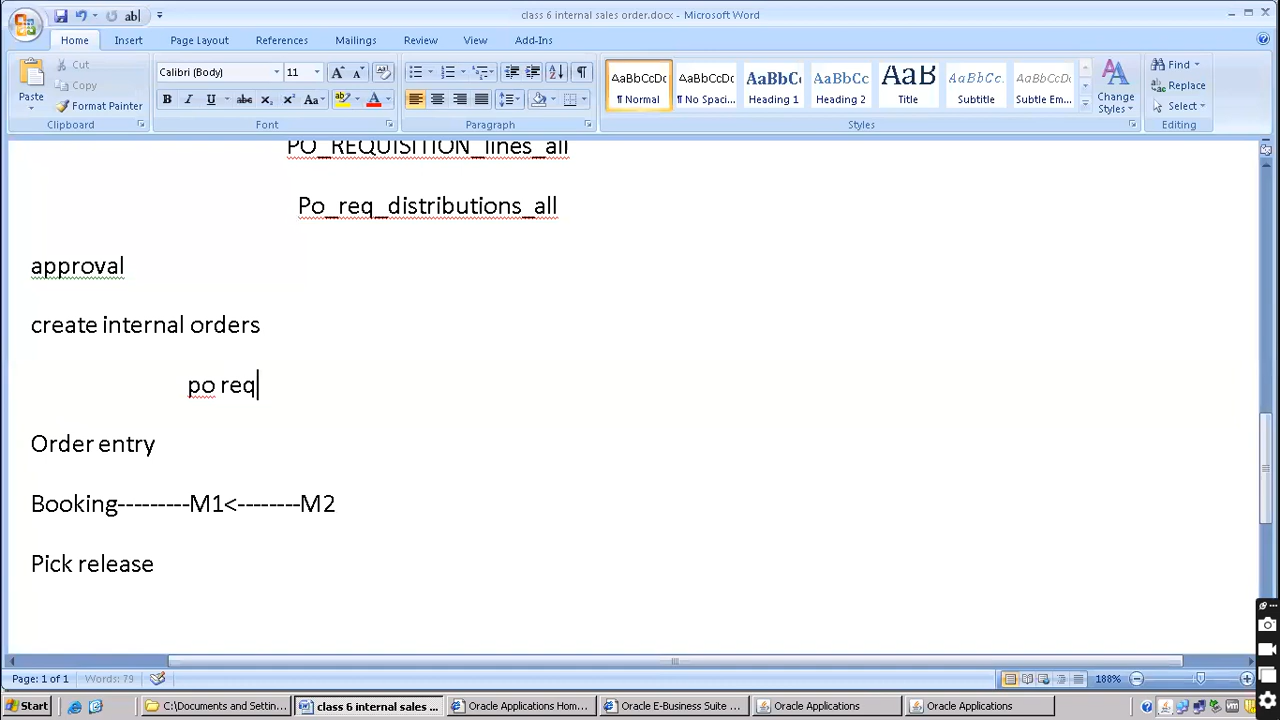 class 6 internal sales order.docx - Microsoft Word
Home Insert Page Layout References Mailings Review View Add-Ins
Paste
Cut
Copy
Format Painter
Clipboard
Calibri (Body) 11
Font
Paragraph
AaBbCcDc AaBbCcDc AaBbCc AaBbCc AaB AaBbCc. AaBbCcDc
¶ Normal ¶ No Spaci... Heading 1 Heading 2 Title Subtitle Subtle Em...
Change Styles
Styles
Find
Replace
Select
Editing
PO_REQUISITION_lines_all
Po_req_distributions_all
approval
create internal orders
po req
Order entry
Booking---------M1<--------M2
Pick release
Page: 1 of 1 Words: 79 188%
Start C:\Documents and Settin... class 6 internal sales ... Oracle Applications Hom... Oracle E-Business Suite ... Oracle Applications Oracle Applications